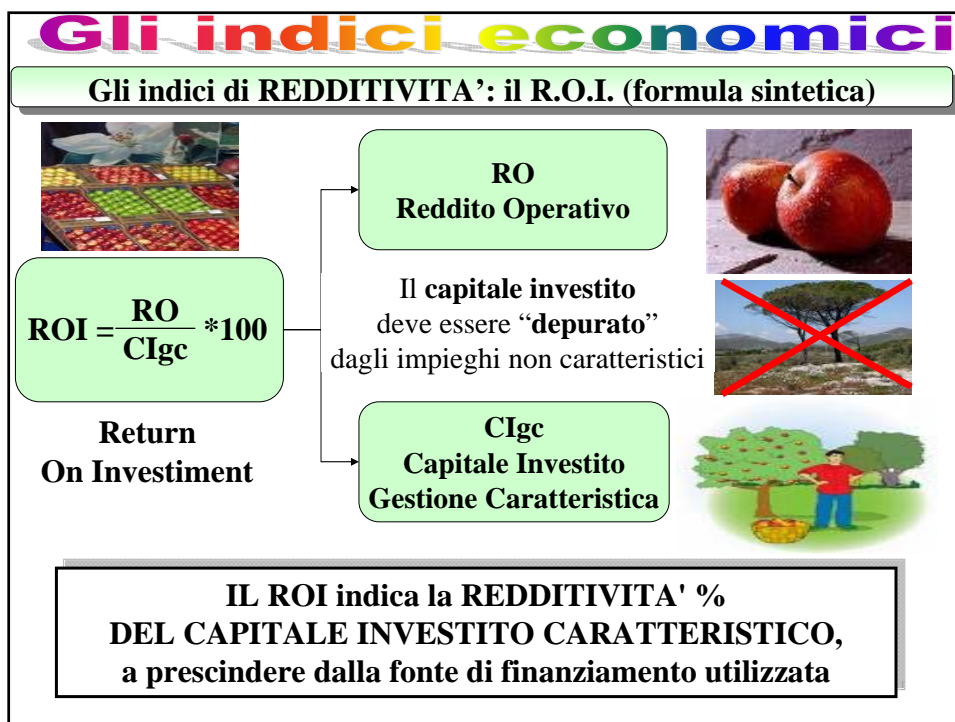 Gli indici economici
Gli indici di REDDITIVITA’: il R.O.I. (formula sintetica)
RO
Reddito Operativo
ROI = RO
CIgc *100
Il capitale investito
deve essere “depurato”
dagli impieghi non caratteristici
Return
On Investiment
CIgc
Capitale Investito
Gestione Caratteristica
IL ROI indica la REDDITIVITA' %
DEL CAPITALE INVESTITO CARATTERISTICO,
a prescindere dalla fonte di finanziamento utilizzata